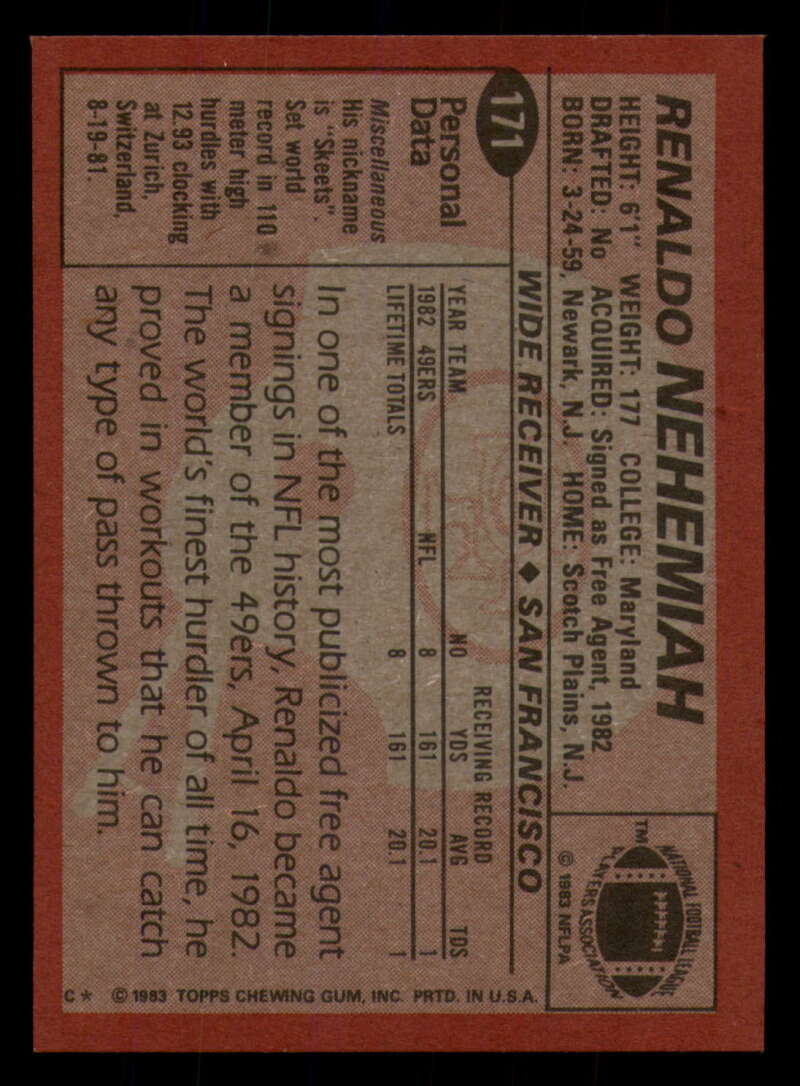 RENALDO NEHEMIAH
HEIGHT: 6'1" WEIGHT: 177 COLLEGE: Maryland
DRAFTED: No ACQUIRED: Signed as Free Agent, 1982
BORN: 3-24-59, Newark, N.J. HOME: Scotch Plains, N.J.
NATIONAL FOOTBALL LEAGUE
PLAYERS ASSOCIATION
TM
© 1983 NFLPA
171
WIDE RECEIVER ◆ SAN FRANCISCO
Personal
Data
Miscellaneous
His nickname
is "Skeets".
Set world
record in 110
meter high
hurdles with
12.93 clocking
at Zurich,
Switzerland,
8-19-81.
RECEIVING RECORD
YEAR TEAM NO YDS AVG TDS
1982 49ERS NFL 8 161 20.1 1
LIFETIME TOTALS 8 161 20.1 1
In one of the most publicized free agent
signings in NFL history, Renaldo became
a member of the 49ers, April 16, 1982.
The world's finest hurdler of all time, he
proved in workouts that he can catch
any type of pass thrown to him.
C* © 1983 TOPPS CHEWING GUM, INC. PRTD. IN U.S.A.